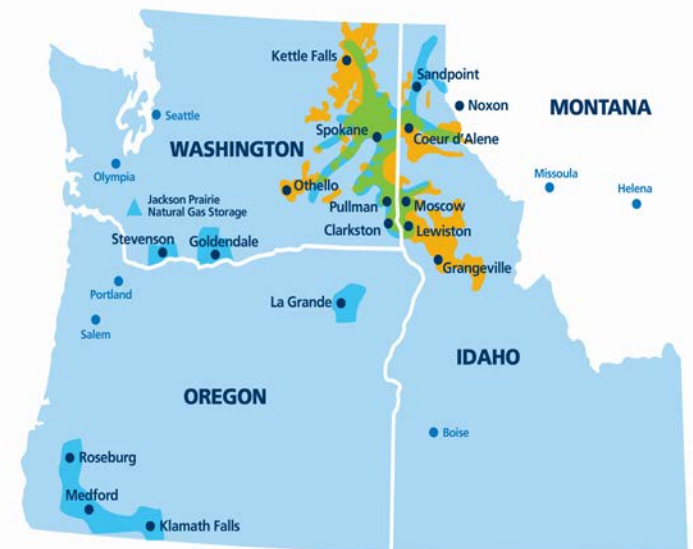 Kettle Falls
Sandpoint
Noxon
MONTANA
Seattle
Spokane
Coeur d'Alene
WASHINGTON
Olympia
Missoula
Helena
Othello
Jackson Prairie
Natural Gas Storage
Pullman
Moscow
Clarkston
Lewiston
Stevenson
Goldendale
Grangeville
Portland
La Grande
Salem
IDAHO
OREGON
Boise
Roseburg
Medford
Klamath Falls